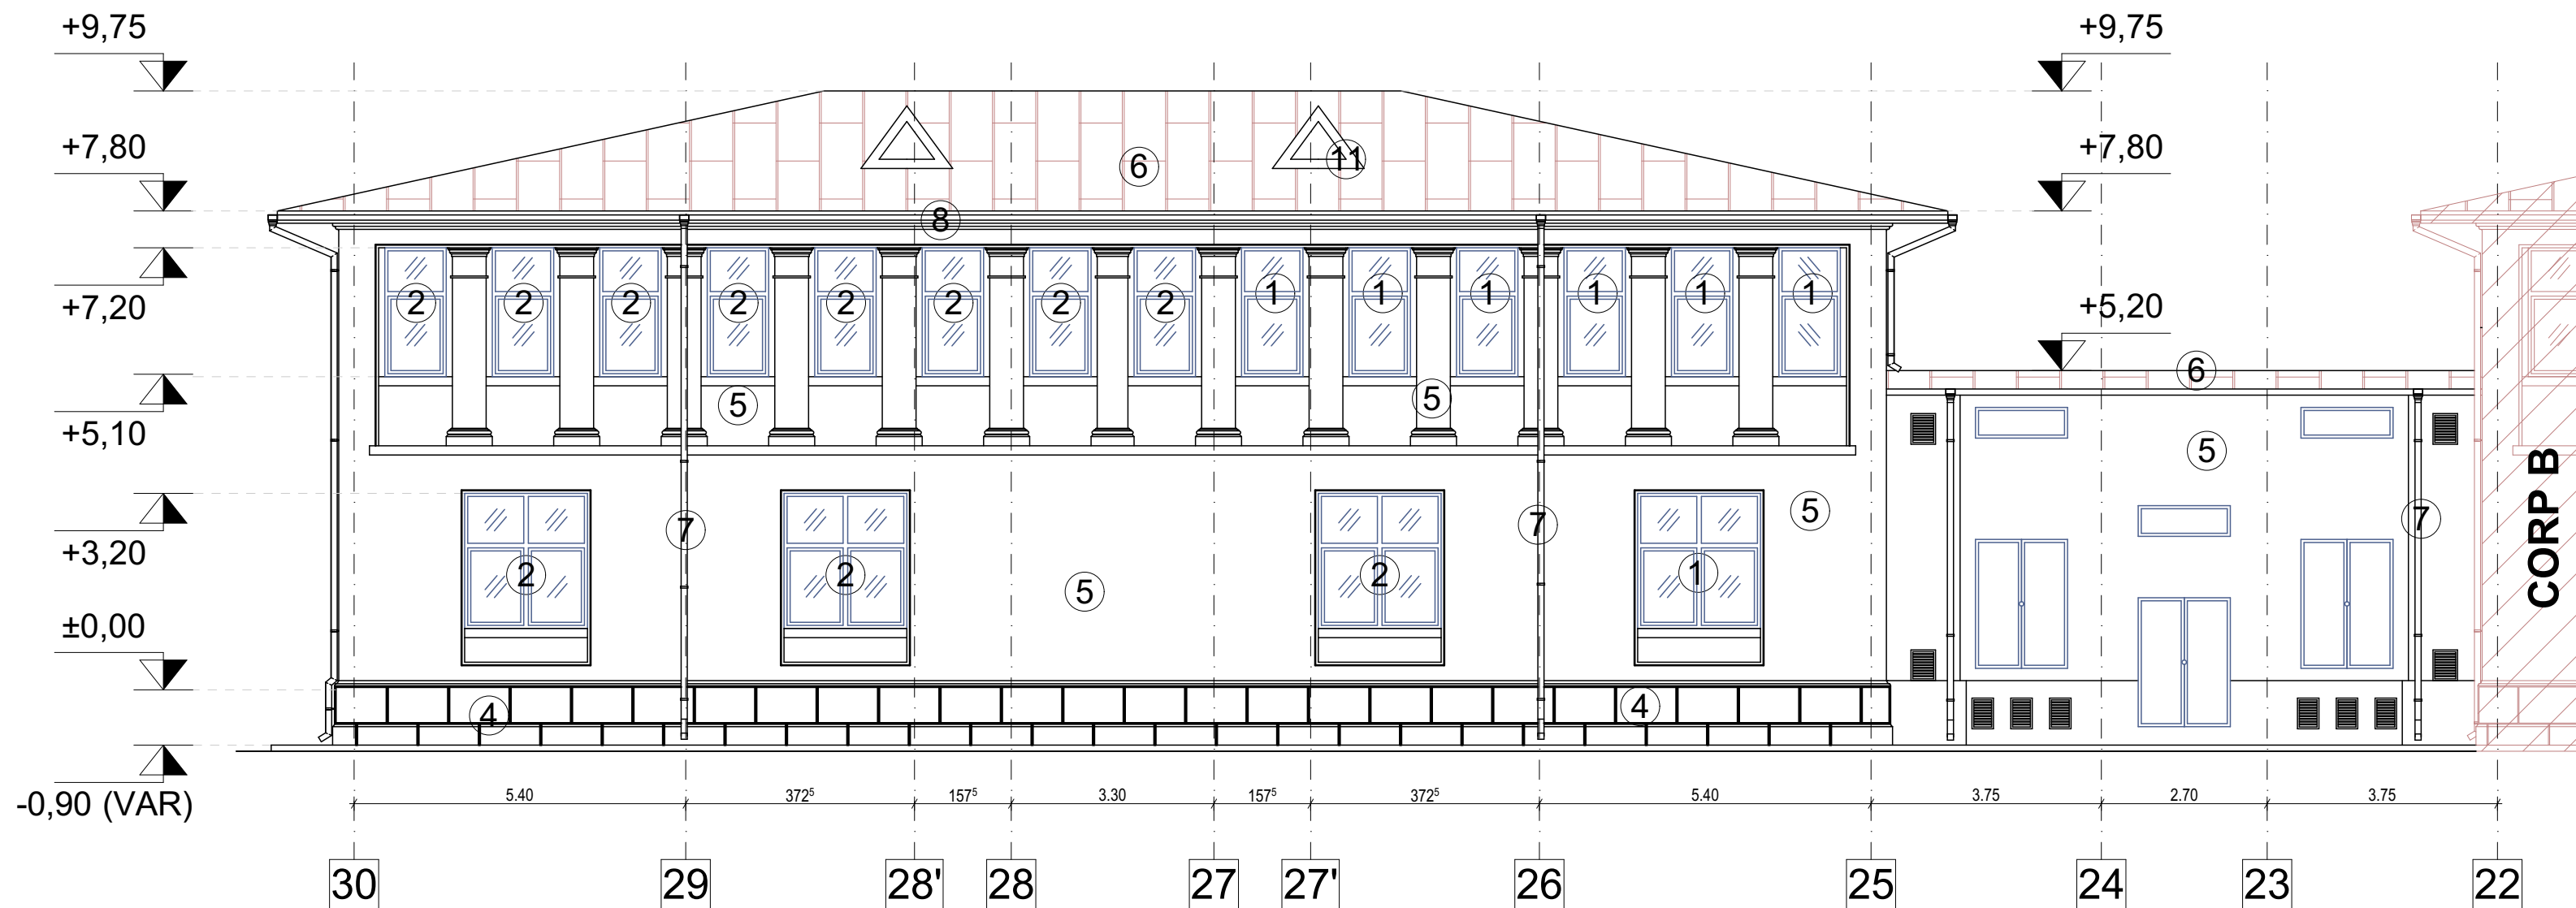 +9,75 +9,75
+7,80 +7,80
6 11
8
+7,20 +5,20
2 2 2 2 2 2 2 2 1 1 1 1 1 1
6
5 5
+5,10
5
5
7 7 7
CORP B
+3,20
2 2 2 1
5
±0,00
4 4
-0,90 (VAR)
5.40 372⁵ 157⁵ 3.30 157⁵ 372⁵ 5.40 3.75 2.70 3.75
30 29 28' 28 27 27' 26 25 24 23 22